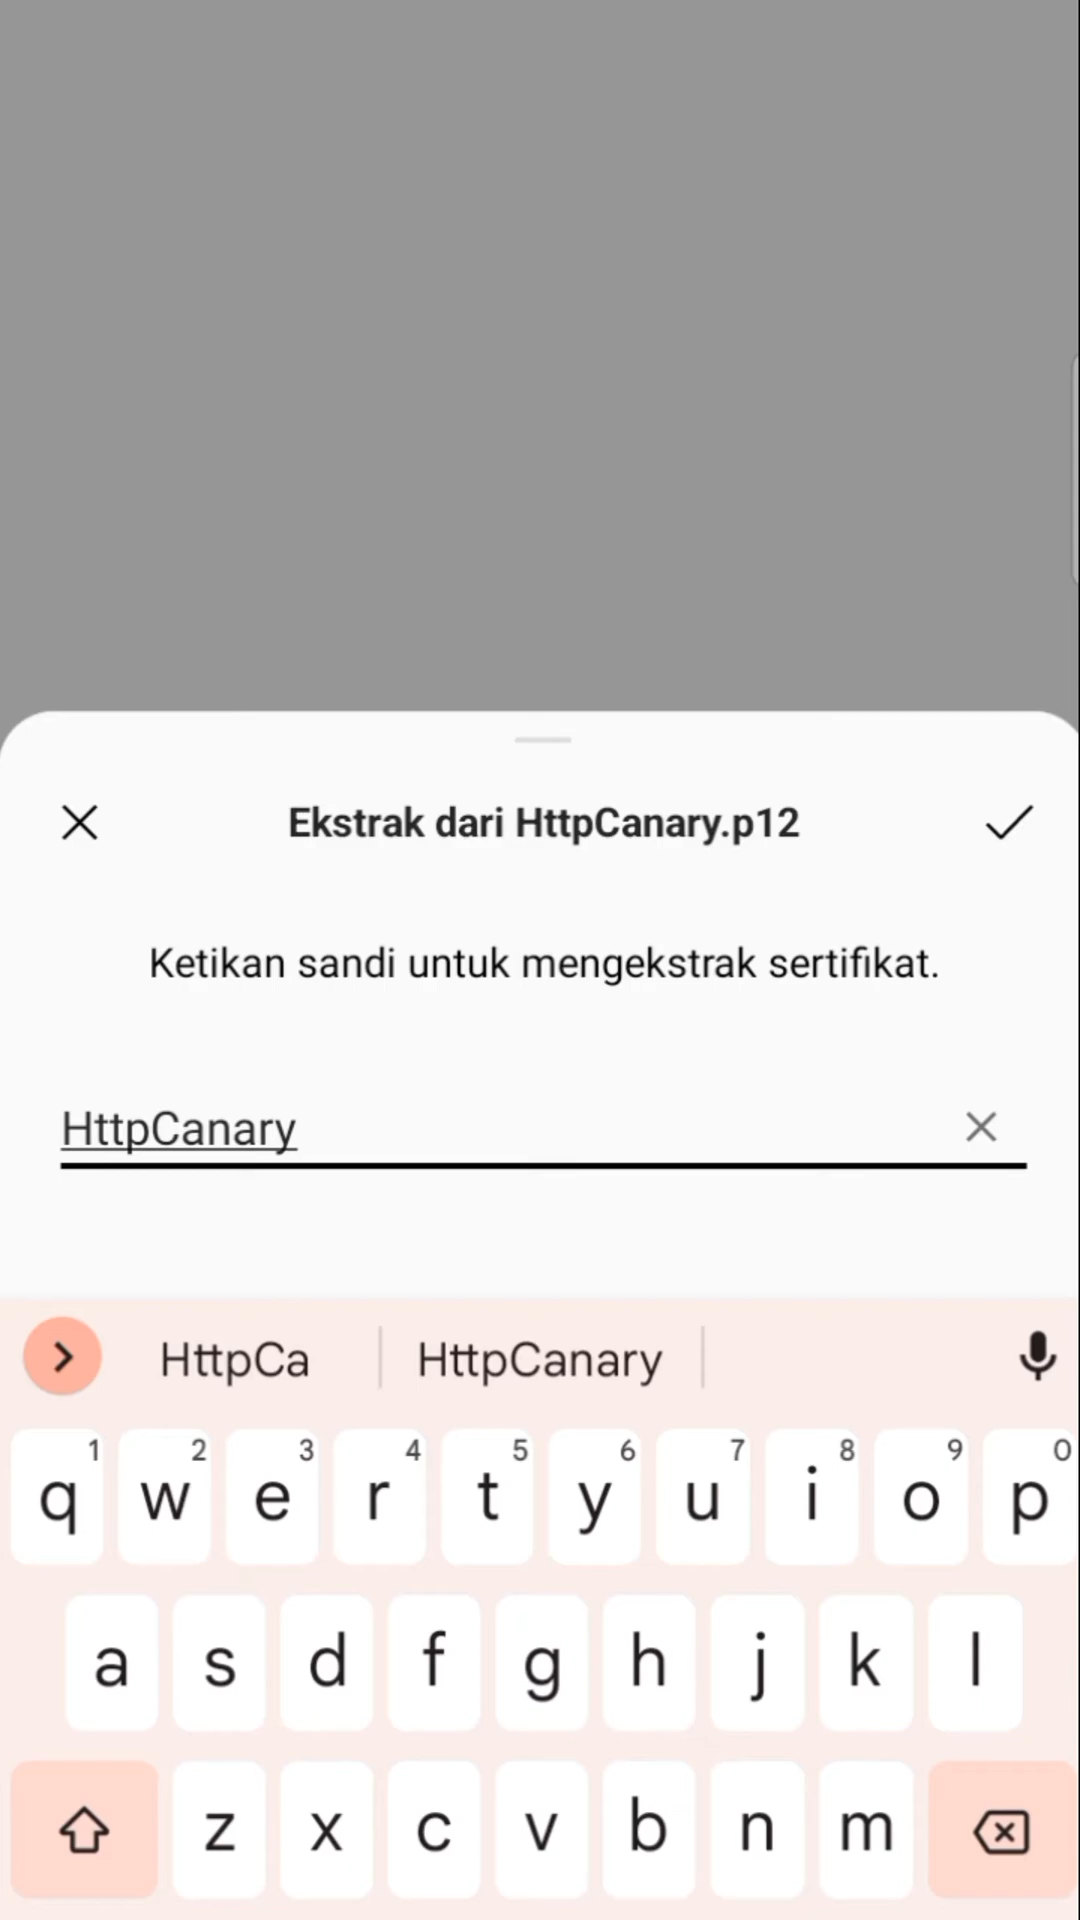 Ekstrak dari HttpCanary.p12
Ketikan sandi untuk mengekstrak sertifikat.
HttpCanary
HttpCa HttpCanary
1 2 3 4 5 6 7 8 9 0
q w e r t y u i o p
a s d f g h j k l
z x c v b n m